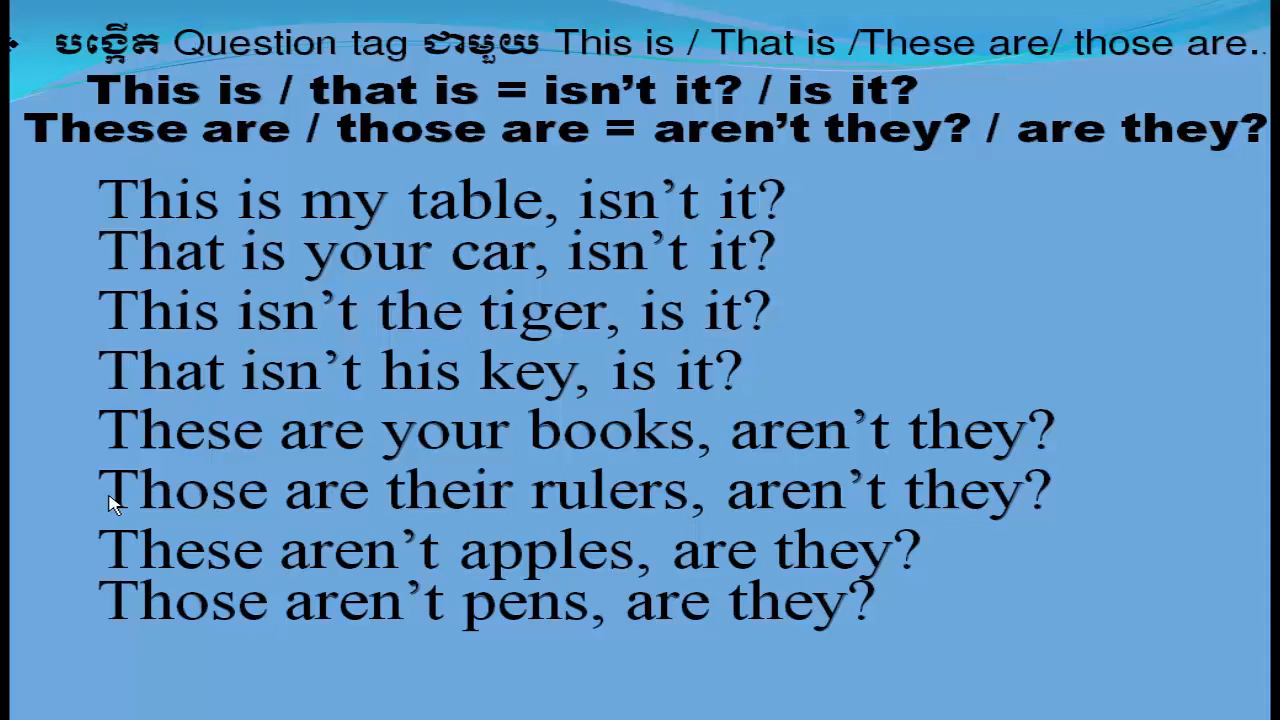 បង្កើត Question tag ជាមួយ This is / That is /These are/ those are..
This is / that is = isn’t it? / is it?
These are / those are = aren’t they? / are they?
This is my table, isn’t it?
That is your car, isn’t it?
This isn’t the tiger, is it?
That isn’t his key, is it?
These are your books, aren’t they?
Those are their rulers, aren’t they?
These aren’t apples, are they?
Those aren’t pens, are they?